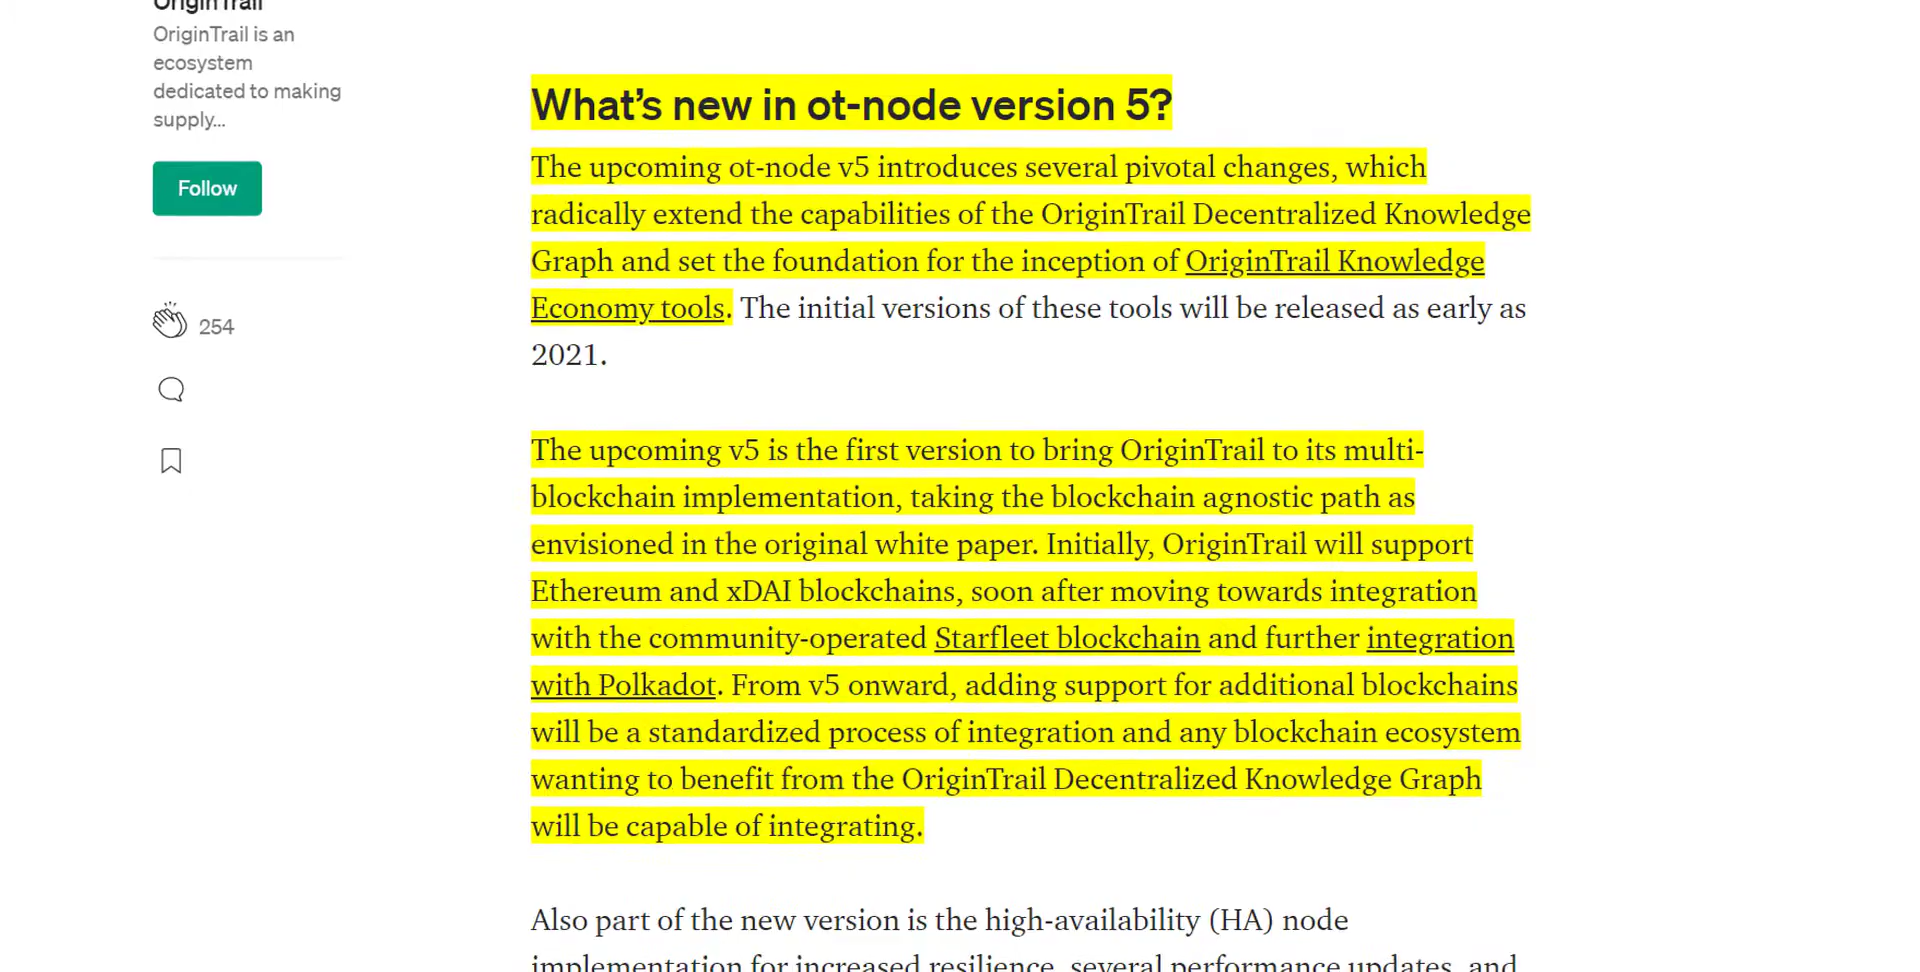 OriginTrail
OriginTrail is an
ecosystem
dedicated to making
supply...
Follow
254
What's new in ot-node version 5?
The upcoming ot-node v5 introduces several pivotal changes, which
radically extend the capabilities of the OriginTrail Decentralized Knowledge
Graph and set the foundation for the inception of OriginTrail Knowledge
Economy tools. The initial versions of these tools will be released as early as
2021.
The upcoming v5 is the first version to bring OriginTrail to its multi-
blockchain implementation, taking the blockchain agnostic path as
envisioned in the original white paper. Initially, OriginTrail will support
Ethereum and xDAI blockchains, soon after moving towards integration
with the community-operated Starfleet blockchain and further integration
with Polkadot. From v5 onward, adding support for additional blockchains
will be a standardized process of integration and any blockchain ecosystem
wanting to benefit from the OriginTrail Decentralized Knowledge Graph
will be capable of integrating.
Also part of the new version is the high-availability (HA) node
implementation for increased resilience, several performance updates, and